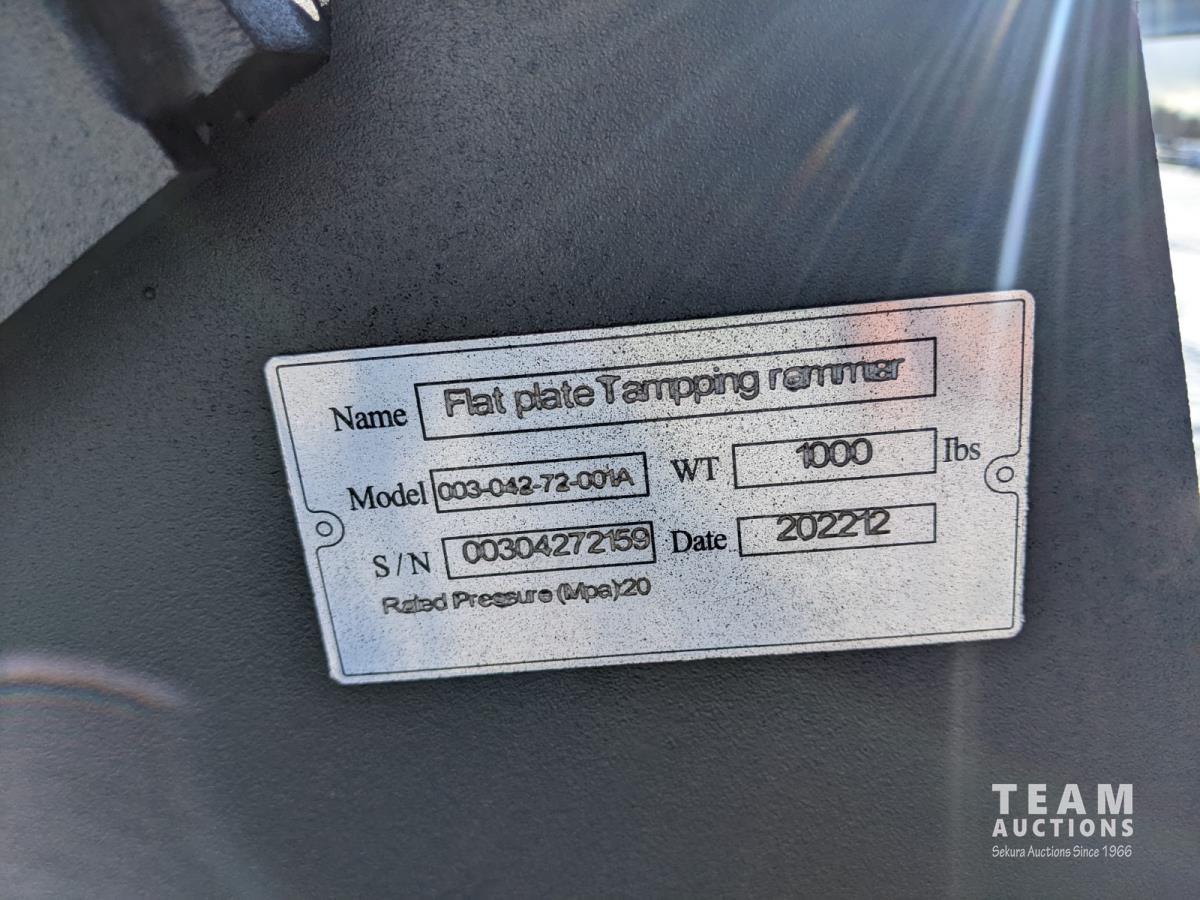 Name Flat plate Tampping rammer
Model 003-042-72-001A WT 1000 Ibs
S/N 00304272159 Date 202212
Rated Pressure (Mpa):20
TEAM
AUCTIONS
Sekura Auctions Since 1966